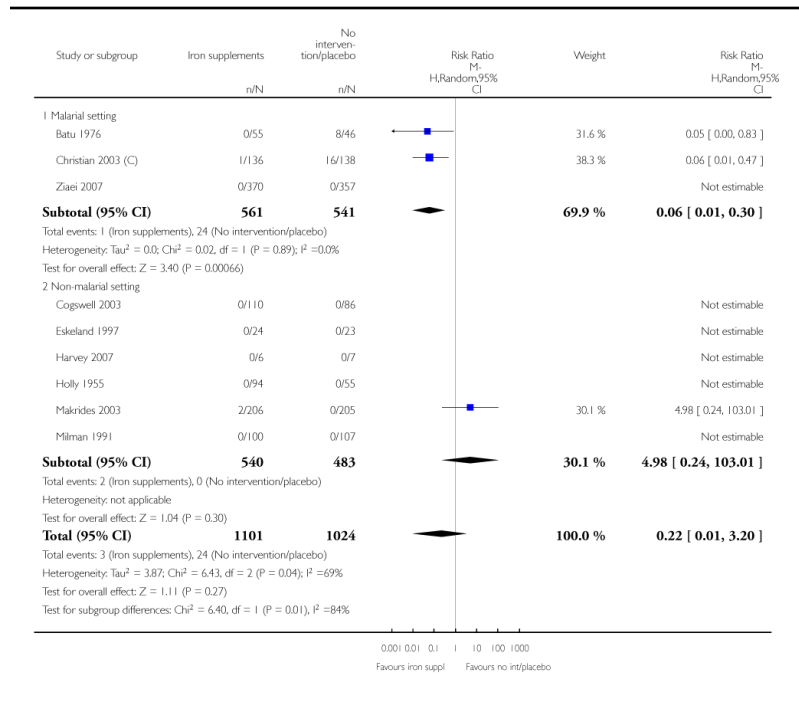 Study or subgroup Iron supplements No interven-tion/placebo Risk Ratio Weight Risk Ratio
n/N n/N M-H,Random,95% CI M-H,Random,95% CI
1 Malarial setting
Batu 1976 0/55 8/46 31.6 % 0.05 [ 0.00, 0.83 ]
Christian 2003 (C) 1/136 16/138 38.3 % 0.06 [ 0.01, 0.47 ]
Ziaei 2007 0/370 0/357 Not estimable
Subtotal (95% CI) 561 541 69.9 % 0.06 [ 0.01, 0.30 ]
Total events: 1 (Iron supplements), 24 (No intervention/placebo)
Heterogeneity: Tau² = 0.0; Chi² = 0.02, df = 1 (P = 0.89); I² =0.0%
Test for overall effect: Z = 3.40 (P = 0.00066)
2 Non-malarial setting
Cogswell 2003 0/110 0/86 Not estimable
Eskeland 1997 0/24 0/23 Not estimable
Harvey 2007 0/6 0/7 Not estimable
Holly 1955 0/94 0/55 Not estimable
Makrides 2003 2/206 0/205 30.1 % 4.98 [ 0.24, 103.01 ]
Milman 1991 0/100 0/107 Not estimable
Subtotal (95% CI) 540 483 30.1 % 4.98 [ 0.24, 103.01 ]
Total events: 2 (Iron supplements), 0 (No intervention/placebo)
Heterogeneity: not applicable
Test for overall effect: Z = 1.04 (P = 0.30)
Total (95% CI) 1101 1024 100.0 % 0.22 [ 0.01, 3.20 ]
Total events: 3 (Iron supplements), 24 (No intervention/placebo)
Heterogeneity: Tau² = 3.87; Chi² = 6.43, df = 2 (P = 0.04); I² =69%
Test for overall effect: Z = 1.11 (P = 0.27)
Test for subgroup differences: Chi² = 6.40, df = 1 (P = 0.01), I² =84%
0.001 0.01 0.1 1 10 100 1000
Favours iron suppl Favours no int/placebo